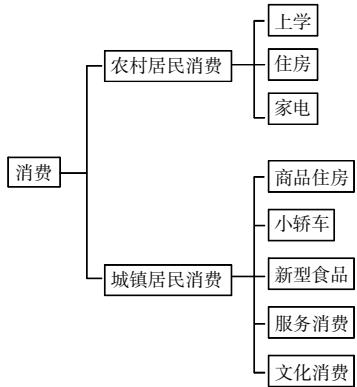 消费
农村居民消费
上学
住房
家电
城镇居民消费
商品住房
小轿车
新型食品
服务消费
文化消费